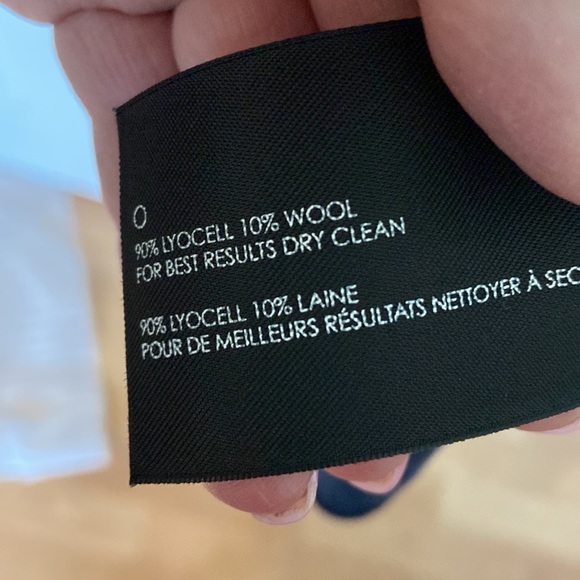 O
90% LYOCELL 10% WOOL
FOR BEST RESULTS DRY CLEAN
90% LYOCELL 10% LAINE
POUR DE MEILLEURS RÉSULTATS NETTOYER À SEC